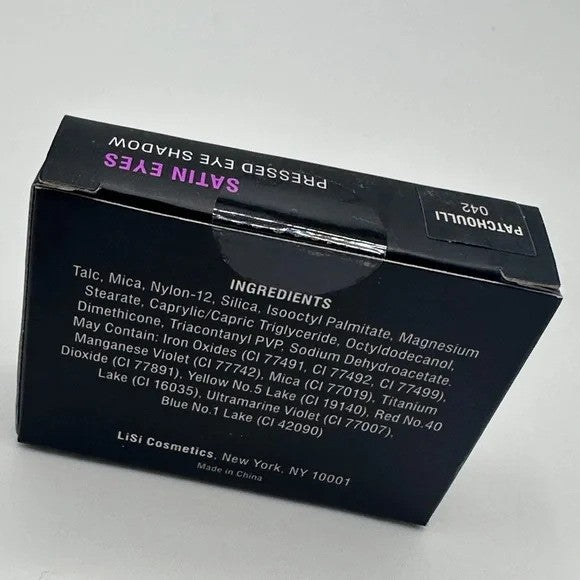 SATIN EYES
PRESSED EYE SHADOW
PATCHOULLI
042
INGREDIENTS
Talc, Mica, Nylon-12, Silica, Isooctyl Palmitate, Magnesium
Stearate, Caprylic/Capric Triglyceride, Octyldodecanol,
Dimethicone, Triacontanyl PVP, Sodium Dehydroacetate.
May Contain: Iron Oxides (CI 77491, CI 77492, CI 77499),
Manganese Violet (CI 77742), Mica (CI 77019), Titanium
Dioxide (CI 77891), Yellow No.5 Lake (CI 19140), Red No.40
Lake (CI 16035), Ultramarine Violet (CI 77007),
Blue No.1 Lake (CI 42090)
LiSi Cosmetics, New York, NY 10001
Made in China